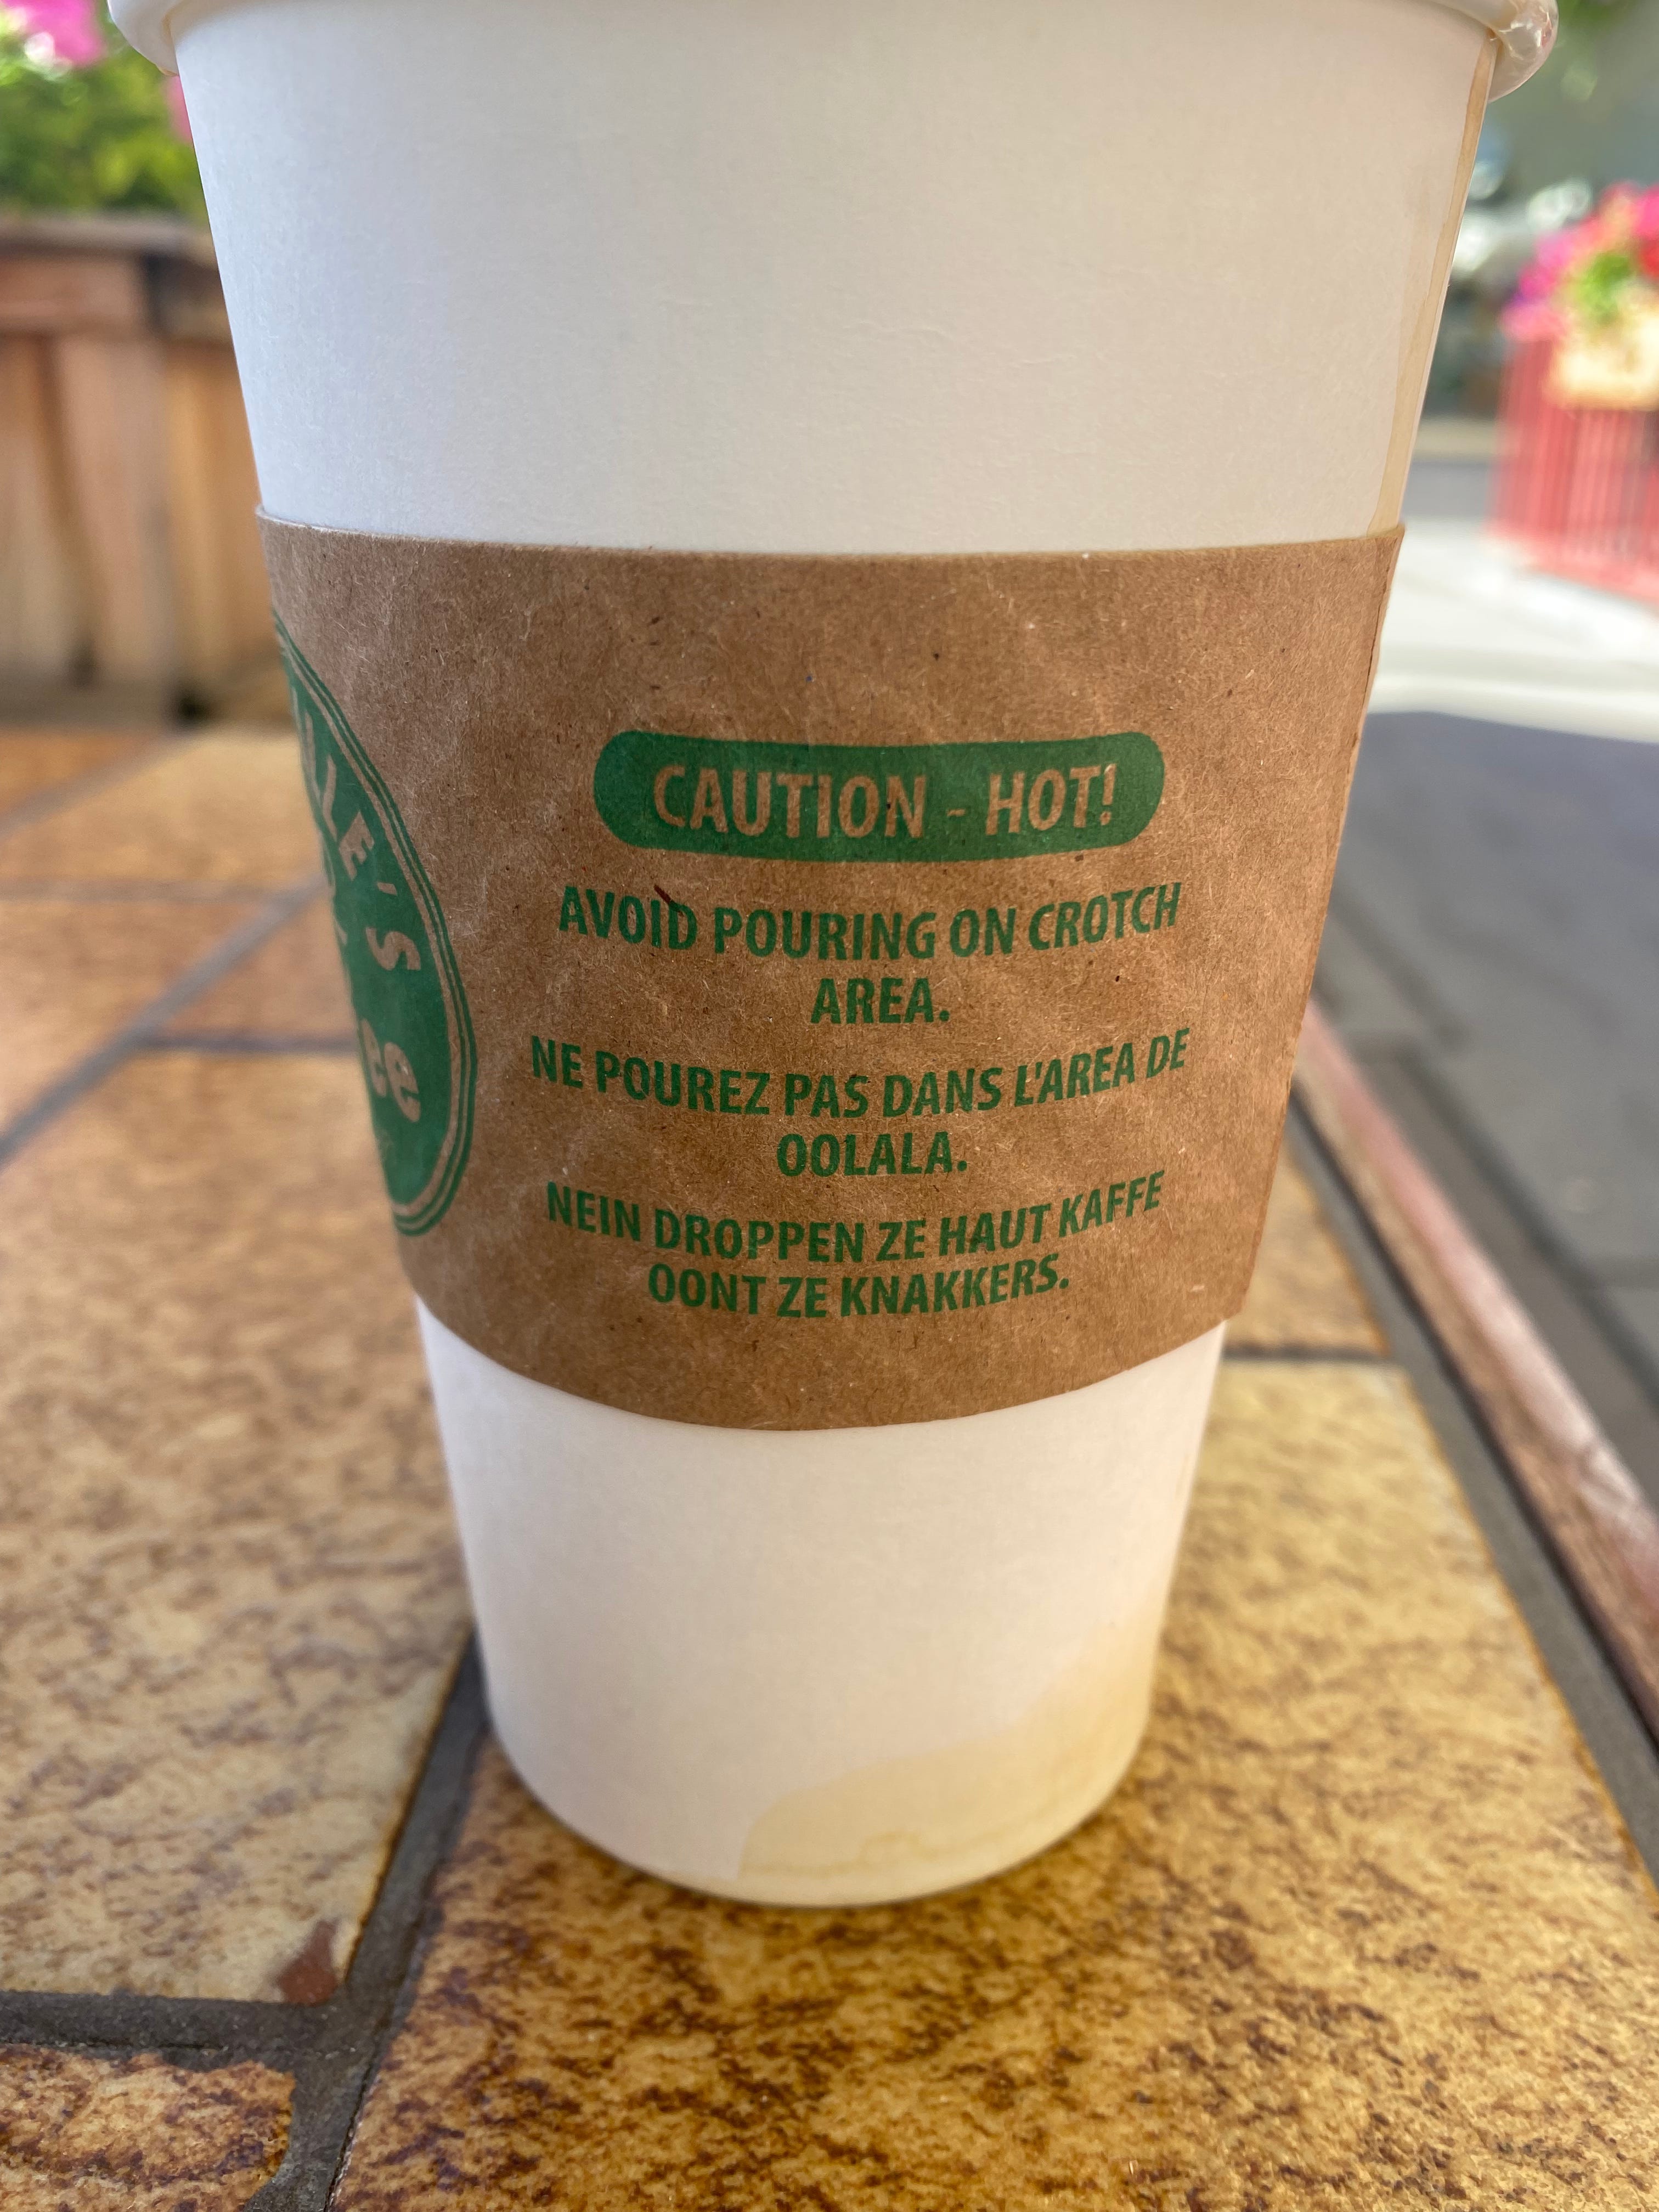 CAUTION - HOT!
AVOID POURING ON CROTCH
AREA.
NE POUREZ PAS DANS L'AREA DE
OOLALA.
NEIN DROPPEN ZE HAUT KAFFE
OONT ZE KNAKKERS.